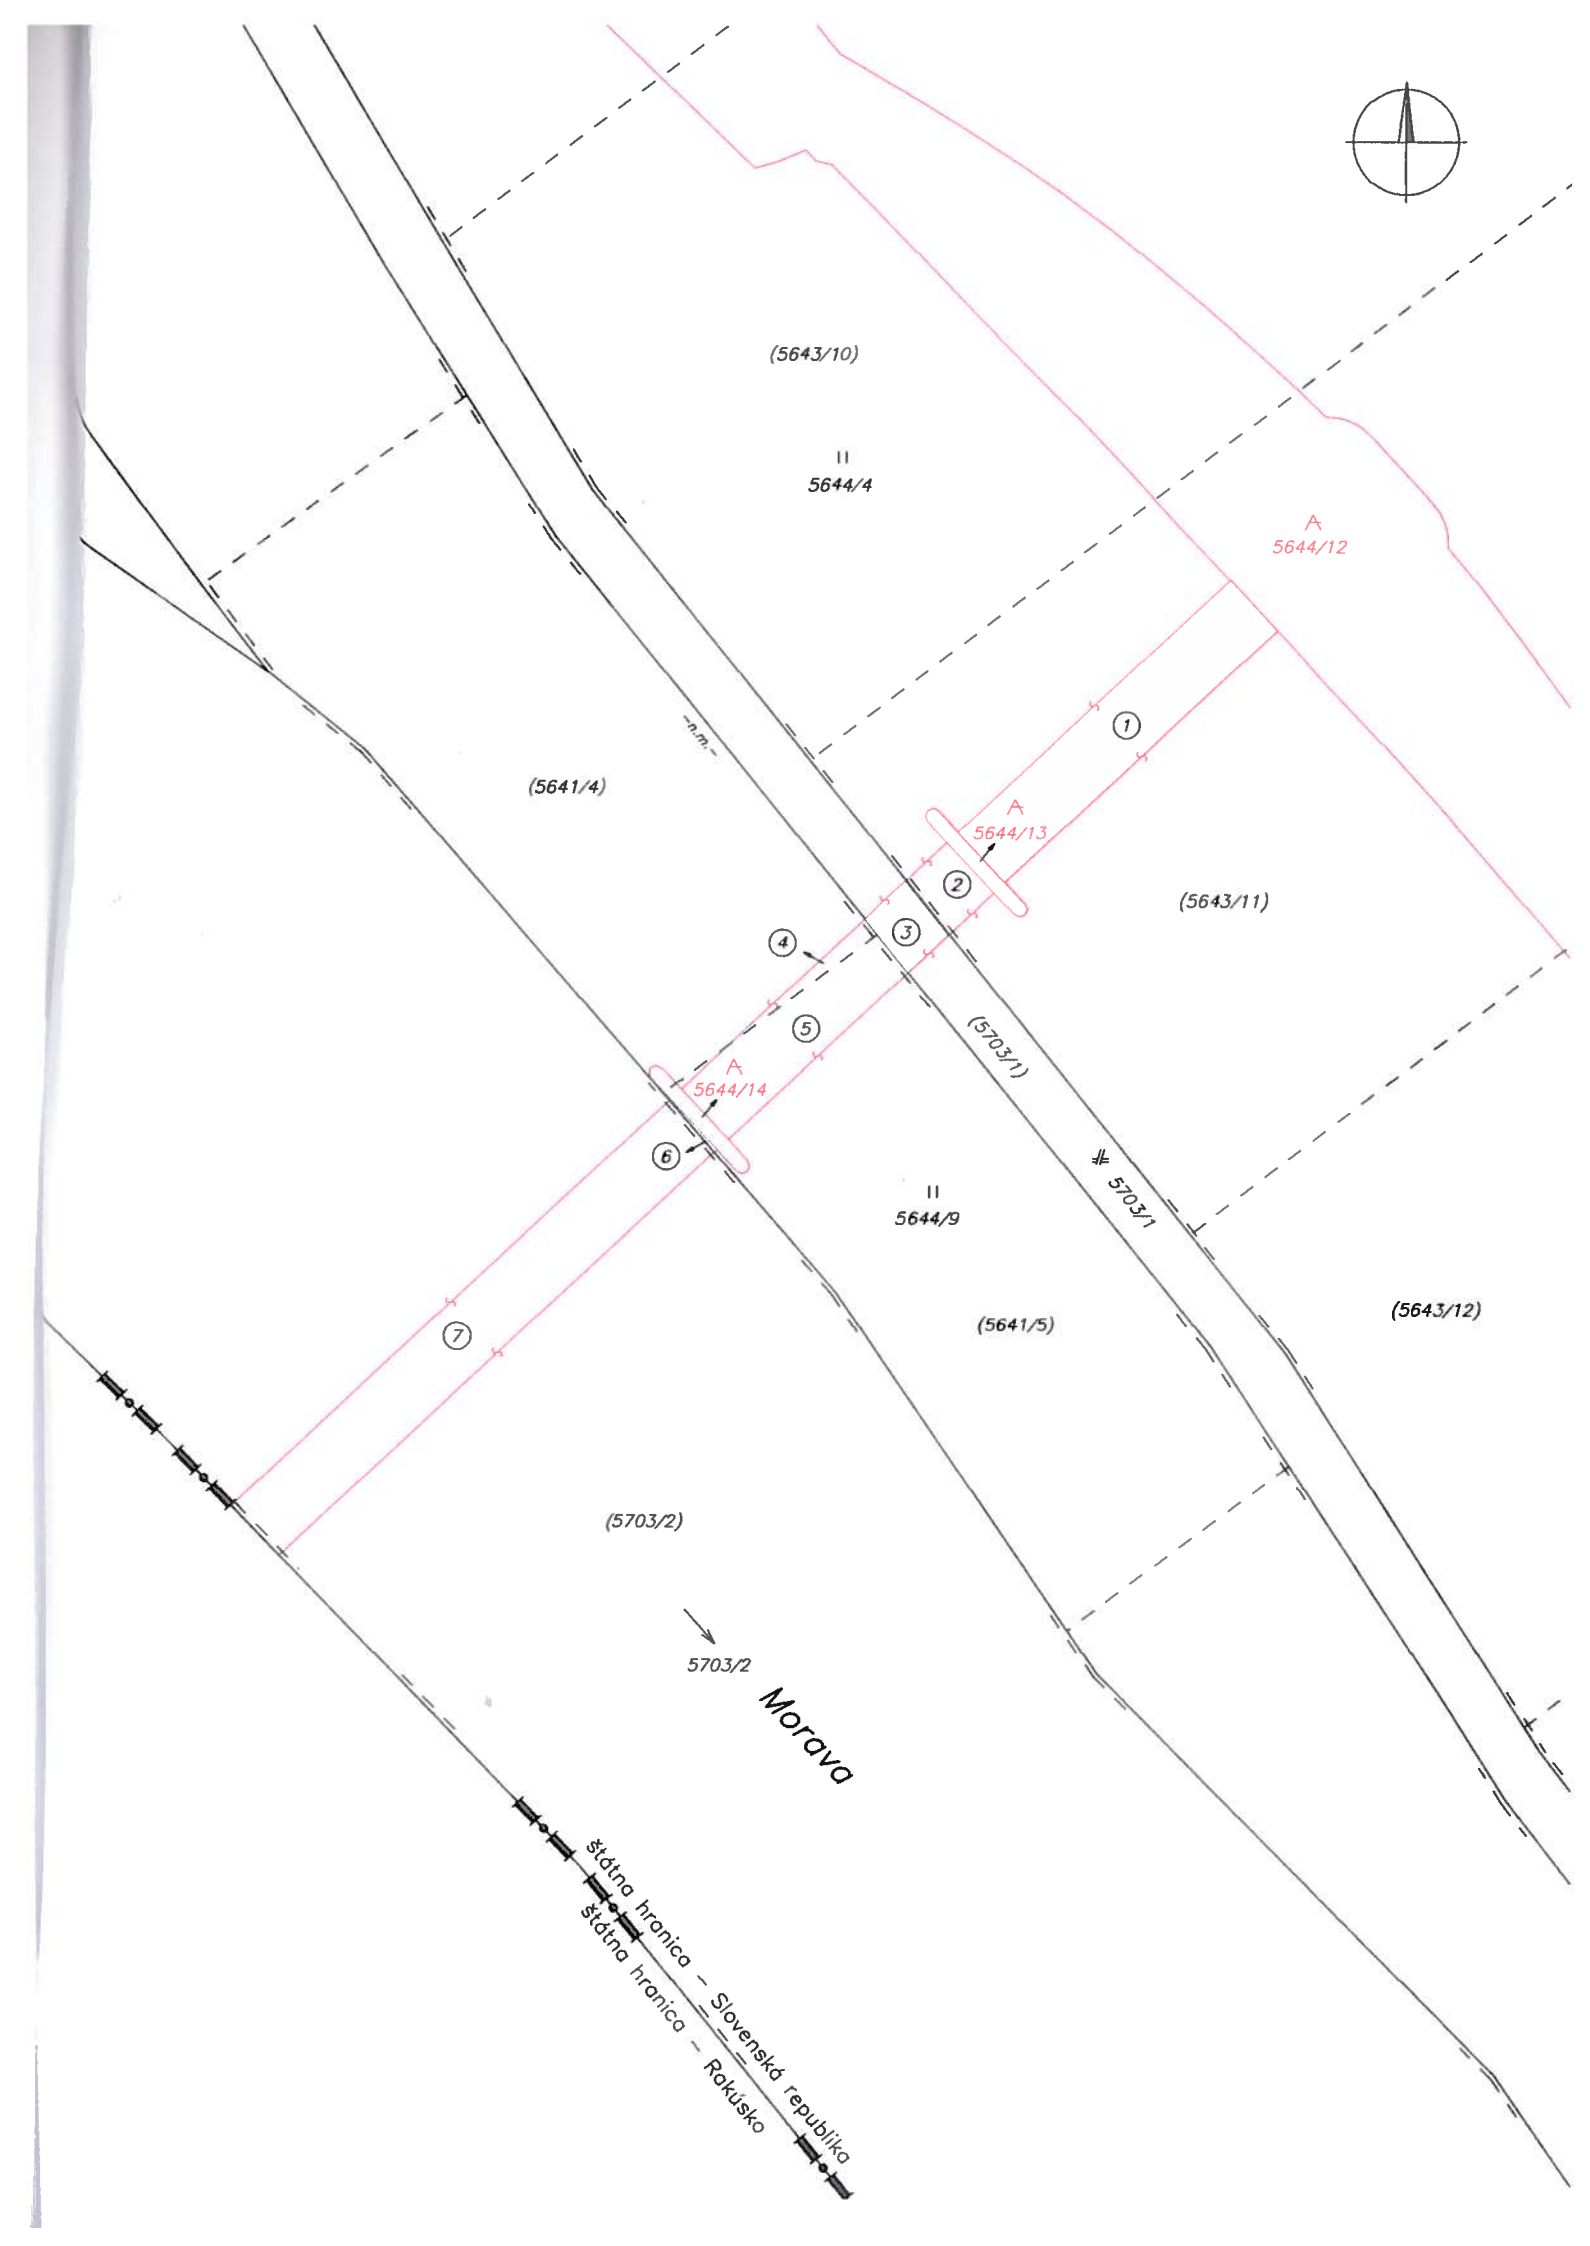 (5643/10)
II
5644/4
A
5644/12
-n.m.-
1
(5641/4)
A
5644/13
2
(5643/11)
3
4
5
(5703/1)
A
5644/14
6
5703/1
II
5644/9
(5643/12)
(5641/5)
7
(5703/2)
5703/2
Morava
štátna hranica - Slovenská republika
štátna hranica - Rakúsko